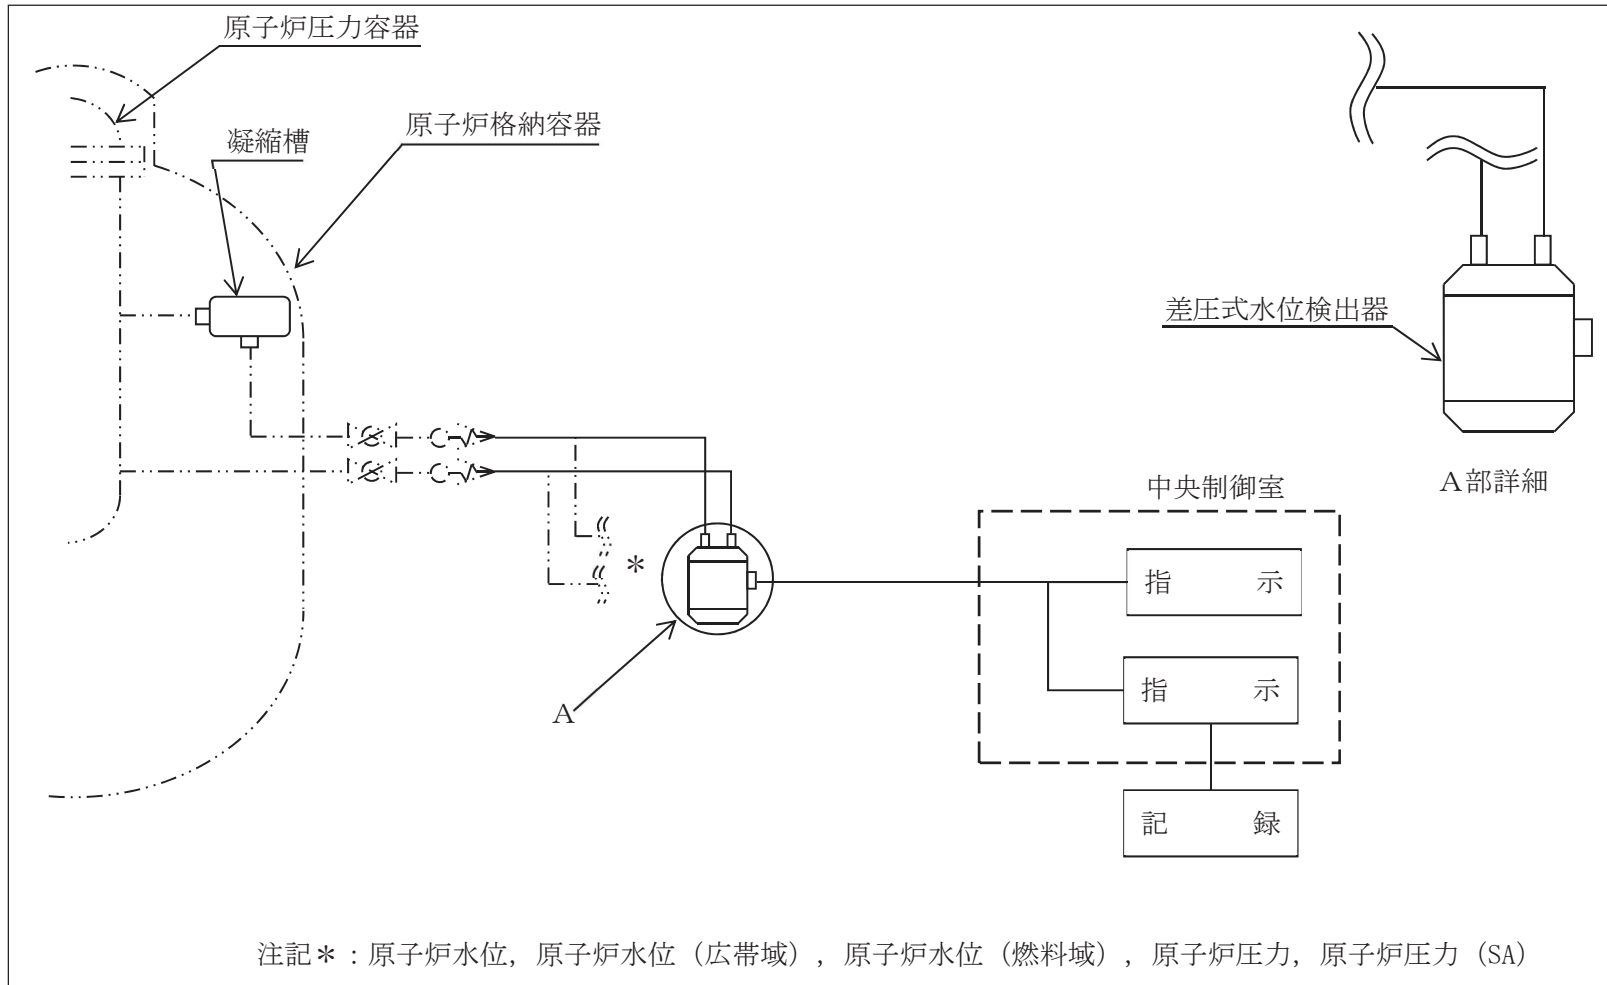 原子炉圧力容器
原子炉格納容器
凝縮槽
差圧式水位検出器
A部詳細
中央制御室
指 示
＊
指 示
A
記 録
注記＊：原子炉水位，原子炉水位（広帯域），原子炉水位（燃料域），原子炉圧力，原子炉圧力（SA）